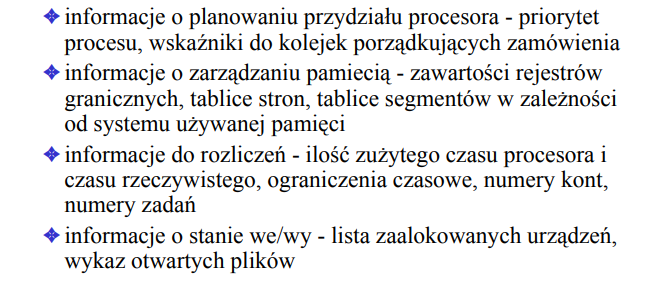 informacje o planowaniu przydziału procesora - priorytet
procesu, wskaźniki do kolejek porządkujących zamówienia
informacje o zarządzaniu pamiecią - zawartości rejestrów
granicznych, tablice stron, tablice segmentów w zależności
od systemu używanej pamięci
informacje do rozliczeń - ilość zużytego czasu procesora i
czasu rzeczywistego, ograniczenia czasowe, numery kont,
numery zadań
informacje o stanie we/wy - lista zaalokowanych urządzeń,
wykaz otwartych plików